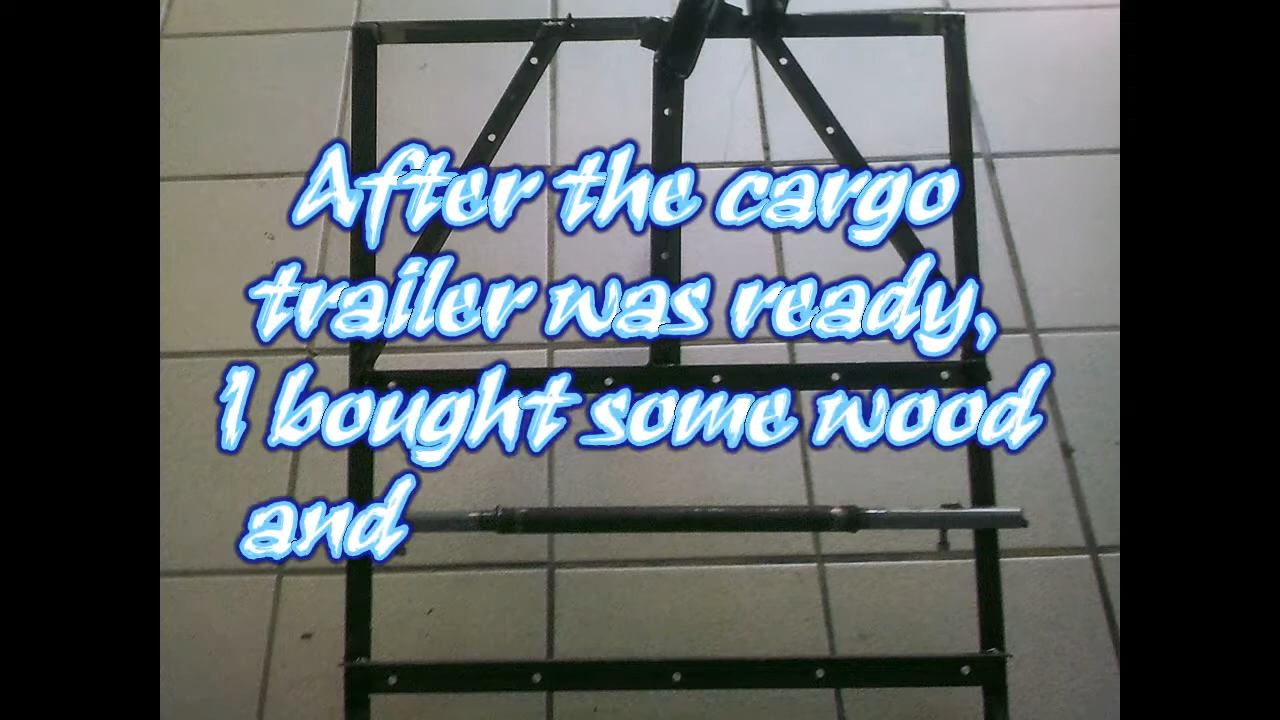 After the cargo
trailer was ready,
I bought some wood
and